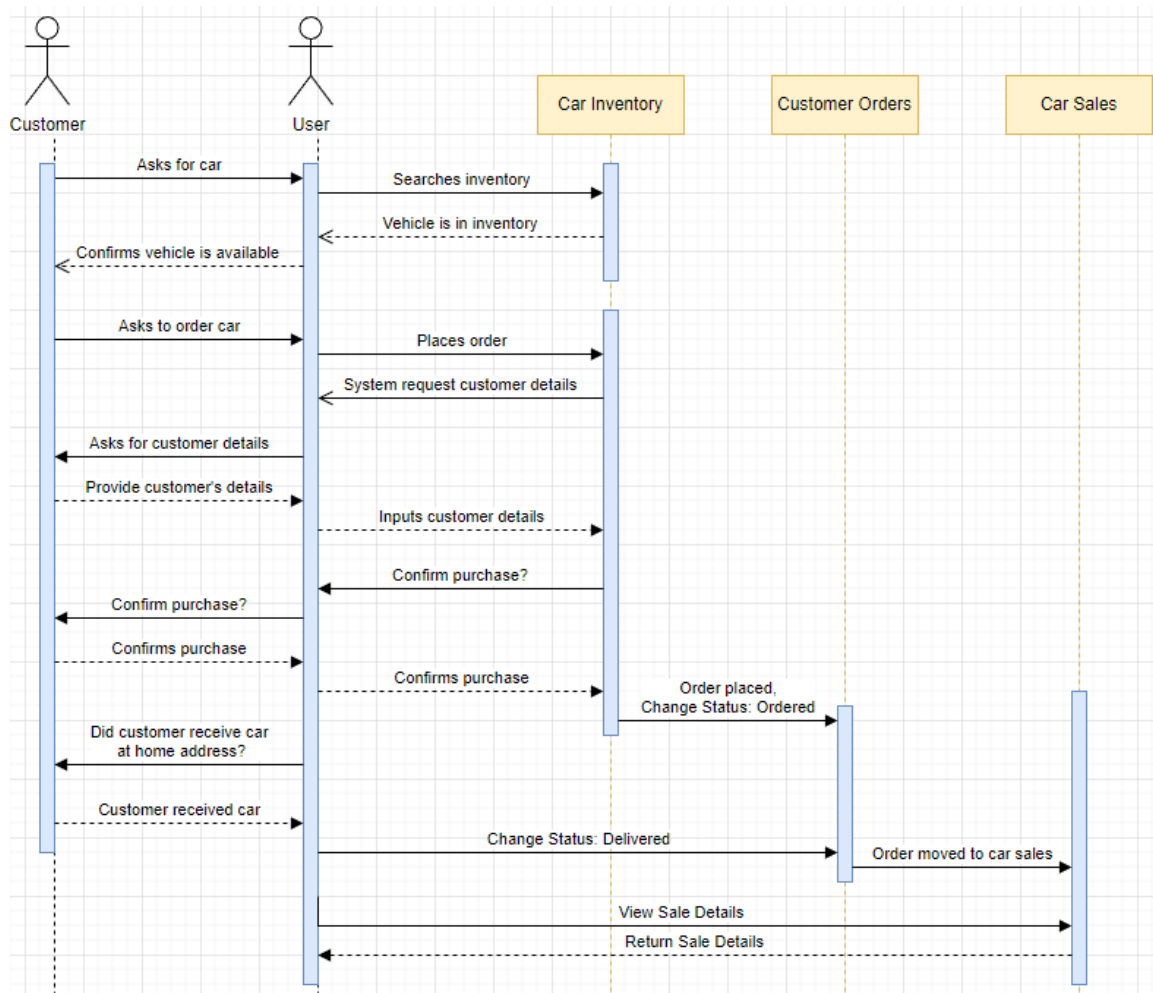 Customer
User
Car Inventory
Customer Orders
Car Sales
Asks for car
Searches inventory
Vehicle is in inventory
Confirms vehicle is available
Asks to order car
Places order
System request customer details
Asks for customer details
Provide customer's details
Inputs customer details
Confirm purchase?
Confirm purchase?
Confirms purchase
Confirms purchase
Order placed,
Change Status: Ordered
Did customer receive car
at home address?
Customer received car
Change Status: Delivered
Order moved to car sales
View Sale Details
Return Sale Details